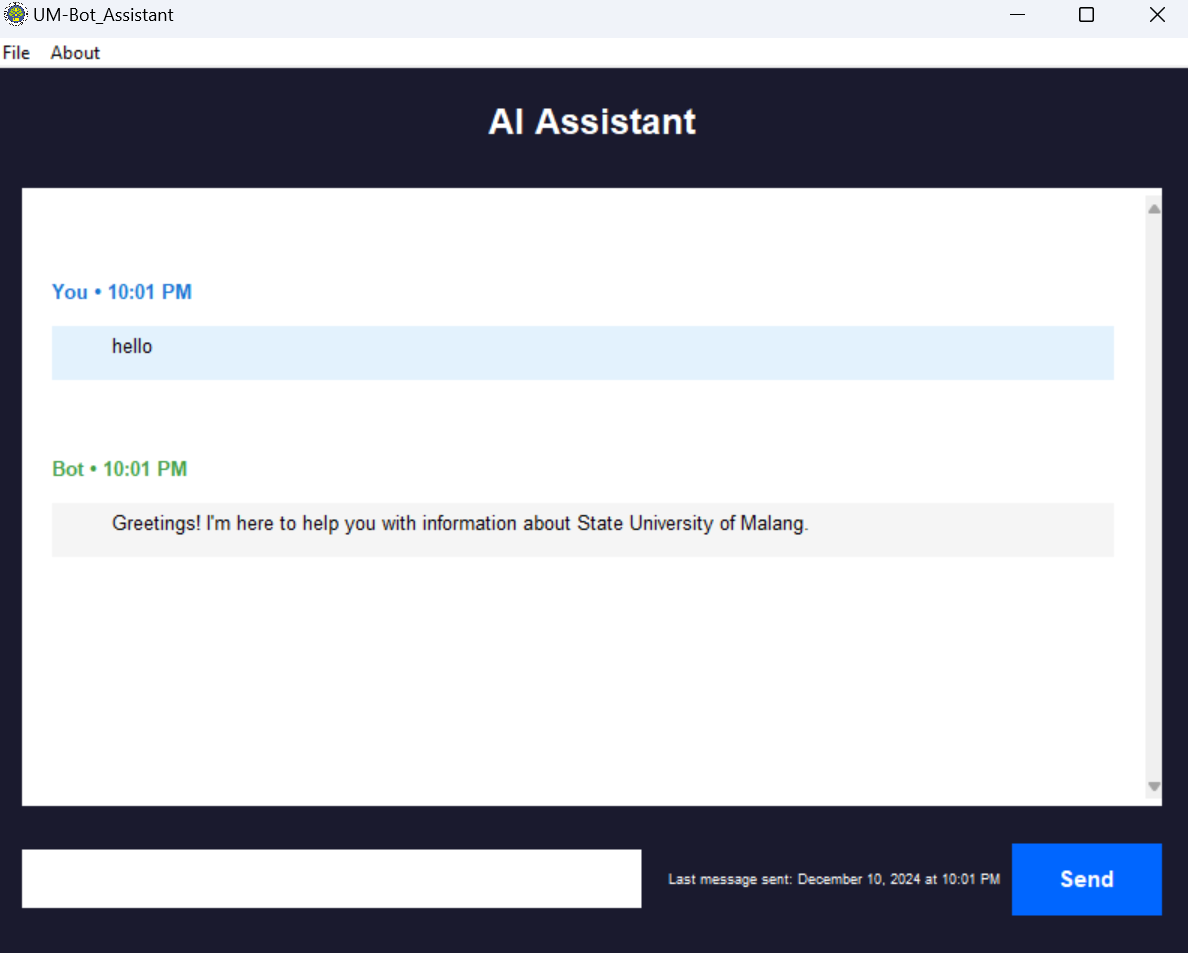 UM-Bot_Assistant
File About
AI Assistant
You • 10:01 PM
hello
Bot • 10:01 PM
Greetings! I'm here to help you with information about State University of Malang.
Last message sent: December 10, 2024 at 10:01 PM
Send